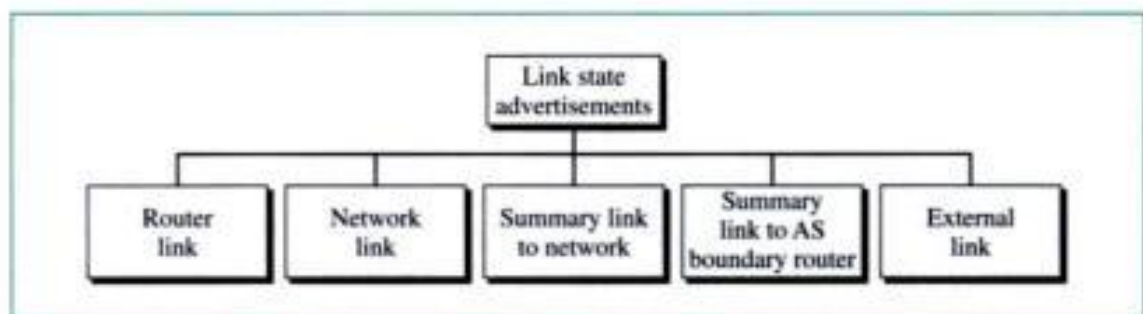 Link state
advertisements
Router
link
Network
link
Summary link
to network
Summary
link to AS
boundary router
External
link